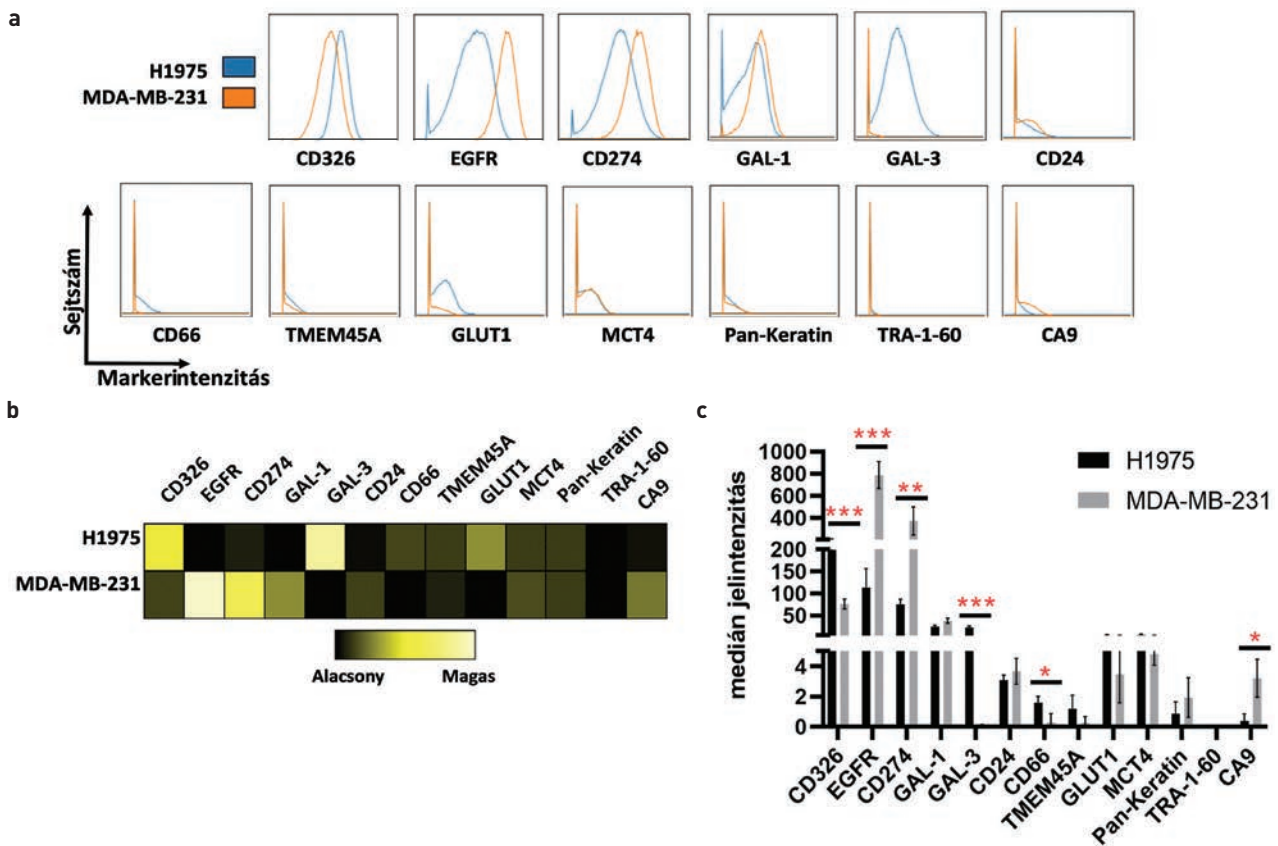 a
H1975
MDA-MB-231
CD326 EGFR CD274 GAL-1 GAL-3 CD24
CD66 TMEM45A GLUT1 MCT4 Pan-Keratin TRA-1-60 CA9
Sejtszám
Markerintenzitás
b
CD326 EGFR CD274 GAL-1 GAL-3 CD24 CD66 TMEM45A GLUT1 MCT4 Pan-Keratin TRA-1-60 CA9
H1975
MDA-MB-231
Alacsony Magas
c
medián jelintenzitás
1000
800
600
400
200
150
100
50
4
2
0
***
***
**
***
*
*
H1975
MDA-MB-231
CD326 EGFR CD274 GAL-1 GAL-3 CD24 CD66 TMEM45A GLUT1 MCT4 Pan-Keratin TRA-1-60 CA9